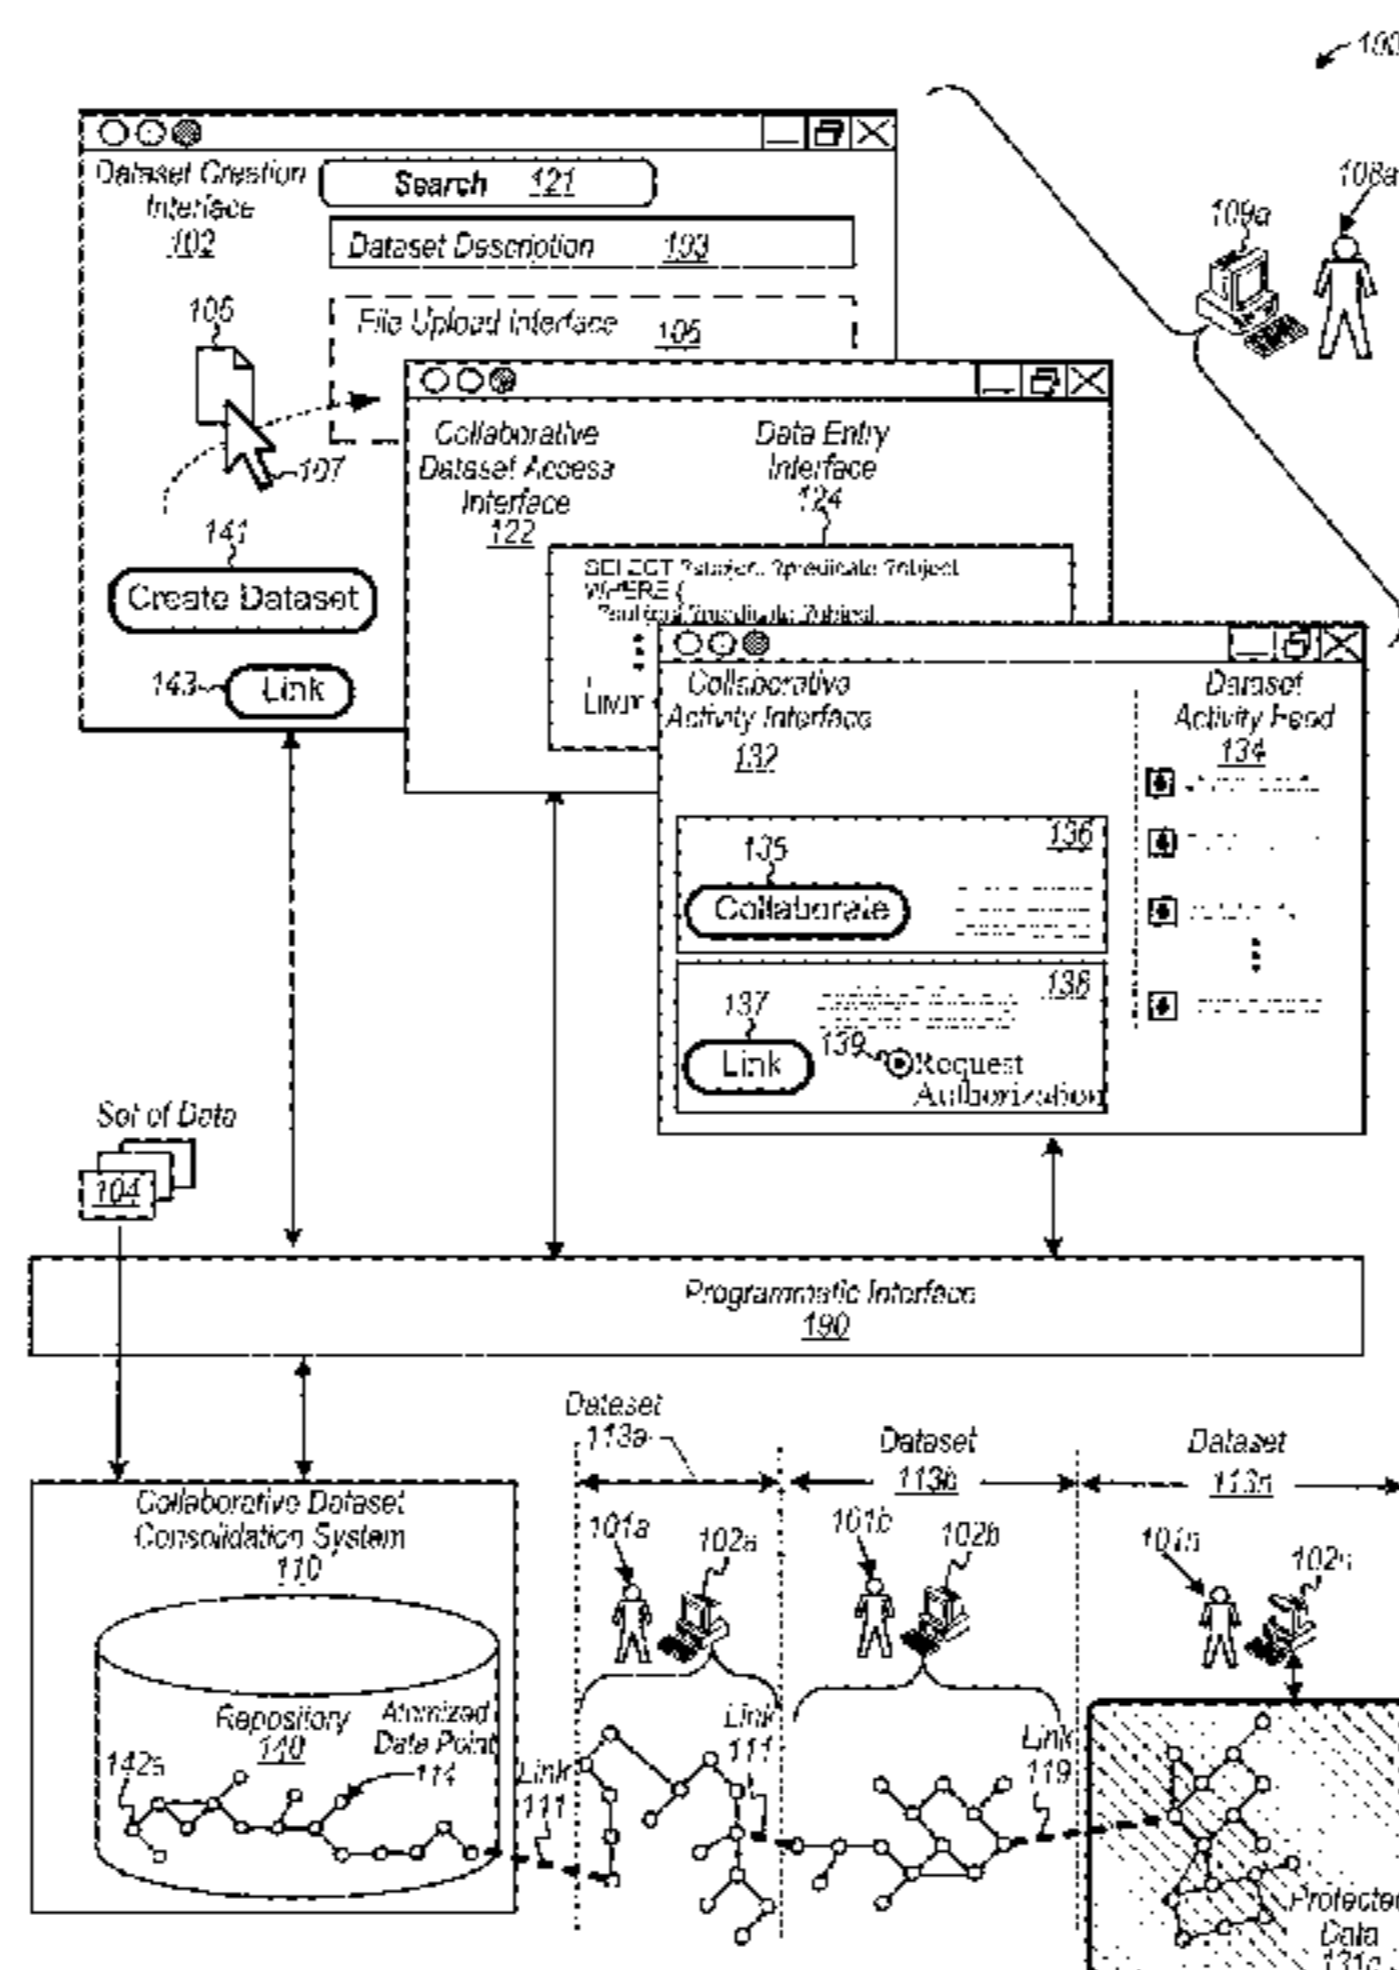 108a
109a
Dataset Creation
Interface
102
Search 121
Dataset Description 103
106
File Upload Interface 105
107
141
Create Dataset
143
Link
Collaborative
Dataset Access
Interface
122
Data Entry
Interface
124
SELECT ?predicate ?object
WHERE {
Collaborative
Activity Interface
132
Dataset
Activity Feed
134
136
135
Collaborate
138
137
Link
139
Request
Authorization
Set of Data
104
Programmatic Interface
190
Dataset
113a
Dataset
113b
Dataset
113n
Collaborative Dataset
Consolidation System
110
101a
102a
101b
102b
101n
102n
Repository
140
Atomized
Data Point
114
142a
Link
111
Link
111
Link
119
Protected
Data